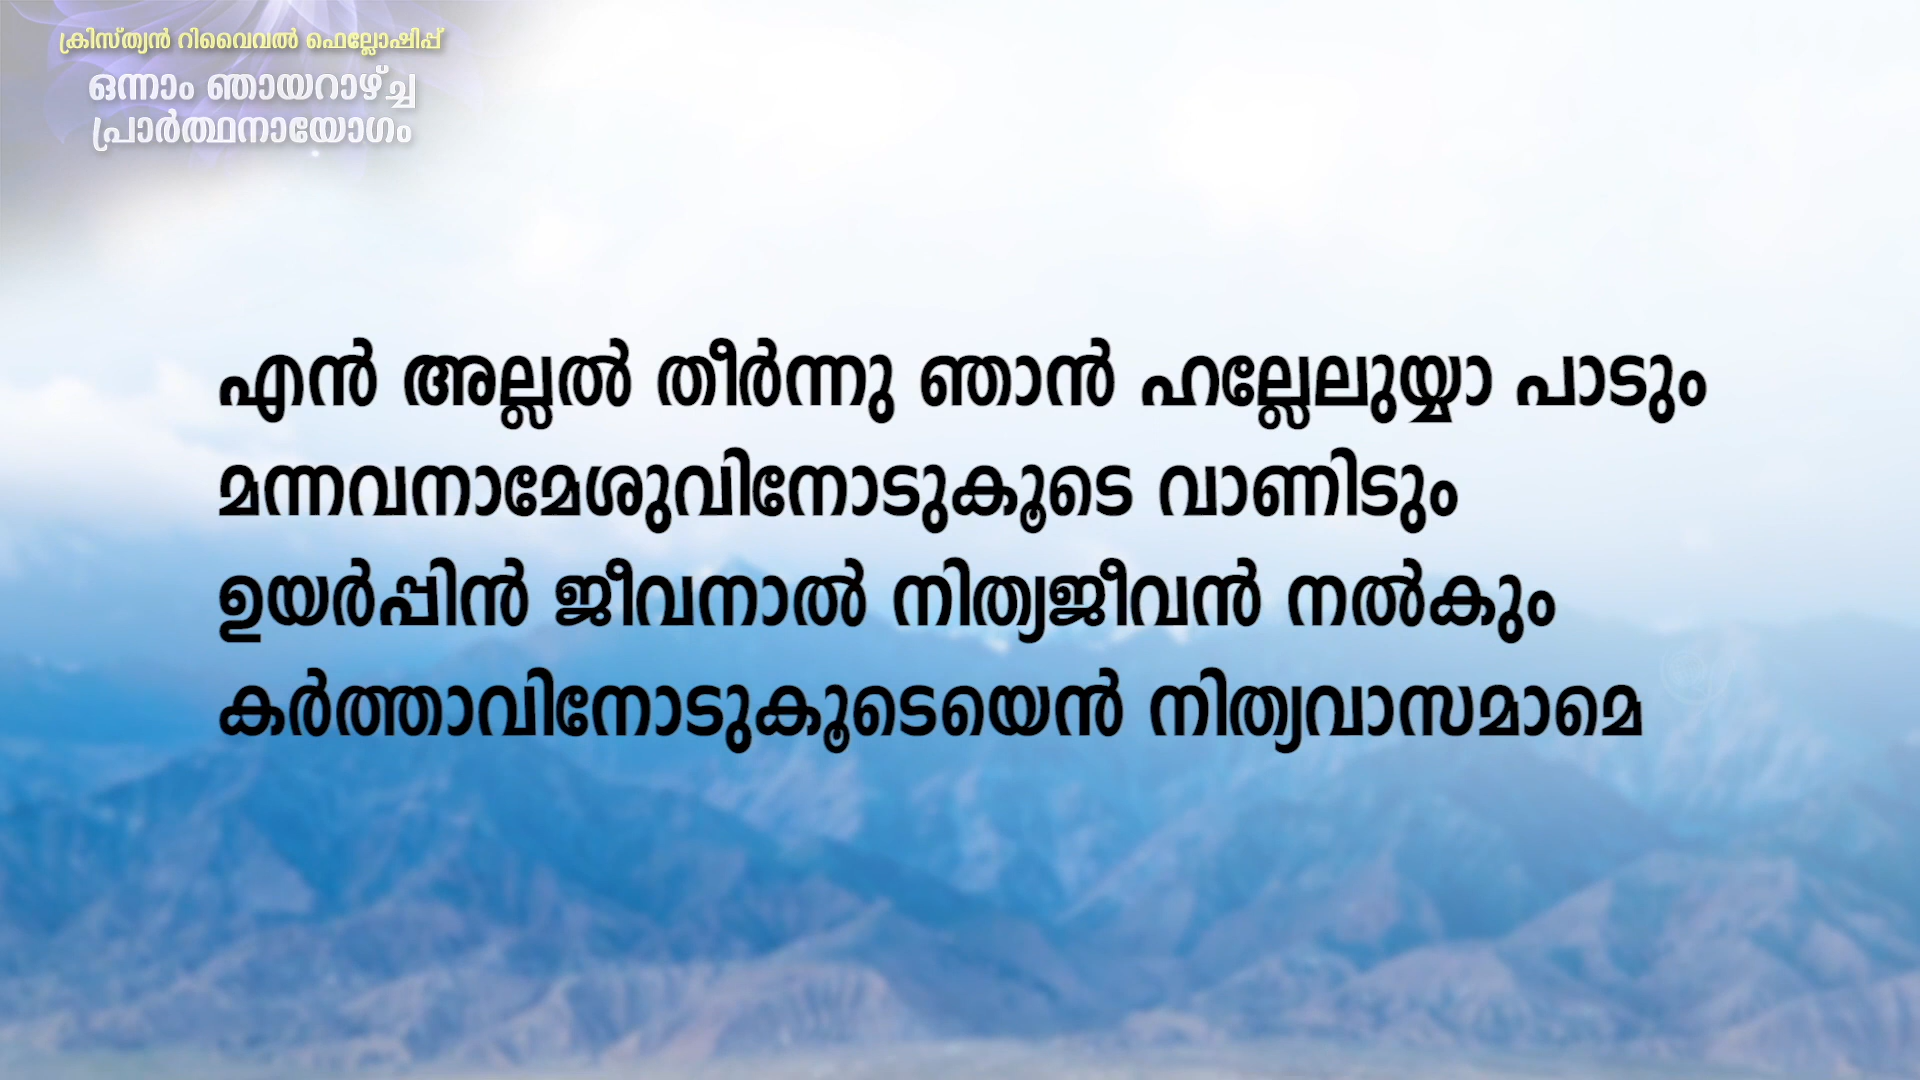 ക്രിസ്ത്യൻ റിവൈവൽ ഫെല്ലോഷിപ്പ്
ഒന്നാം ഞായറാഴ്ച്ച
പ്രാർത്ഥനായോഗം
എൻ അല്ലൽ തീർന്നു ഞാൻ ഹല്ലേലുയ്യാ പാടും
മന്നവനാമേശുവിനോടുകൂടെ വാണിടും
ഉയർപ്പിൻ ജീവനാൽ നിത്യജീവൻ നൽകും
കർത്താവിനോടുകൂടെയെൻ നിത്യവാസമാമെ